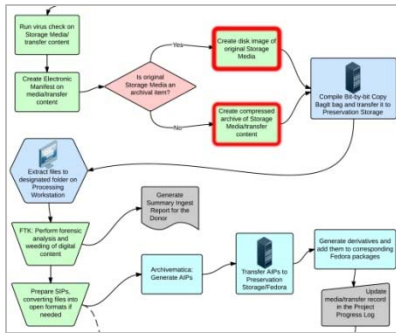 Run virus check on
Storage Media/
transfer content
Create Electronic
Manifest on
media/transfer
content
Is original
Storage Media an
archival item?
Yes
No
Create disk image of
original Storage
Media
Create compressed
archive of Storage
Media/transfer content
Compile Bit-by-bit Copy
BagIt bag and transfer it to
Preservation Storage
Extract files to
designated folder on
Processing
Workstation
Generate
Summary Ingest
Report for the
Donor
FTK: Perform forensic
analysis and
weeding of digital
content
Prepare SIPs,
converting files into
open formats if
needed
Archivematica:
Generate AIPs
Transfer AIPs to
Preservation
Storage/Fedora
Generate derivatives and
add them to corresponding
Fedora packages
Update
media/transfer record
in the Project
Progress Log